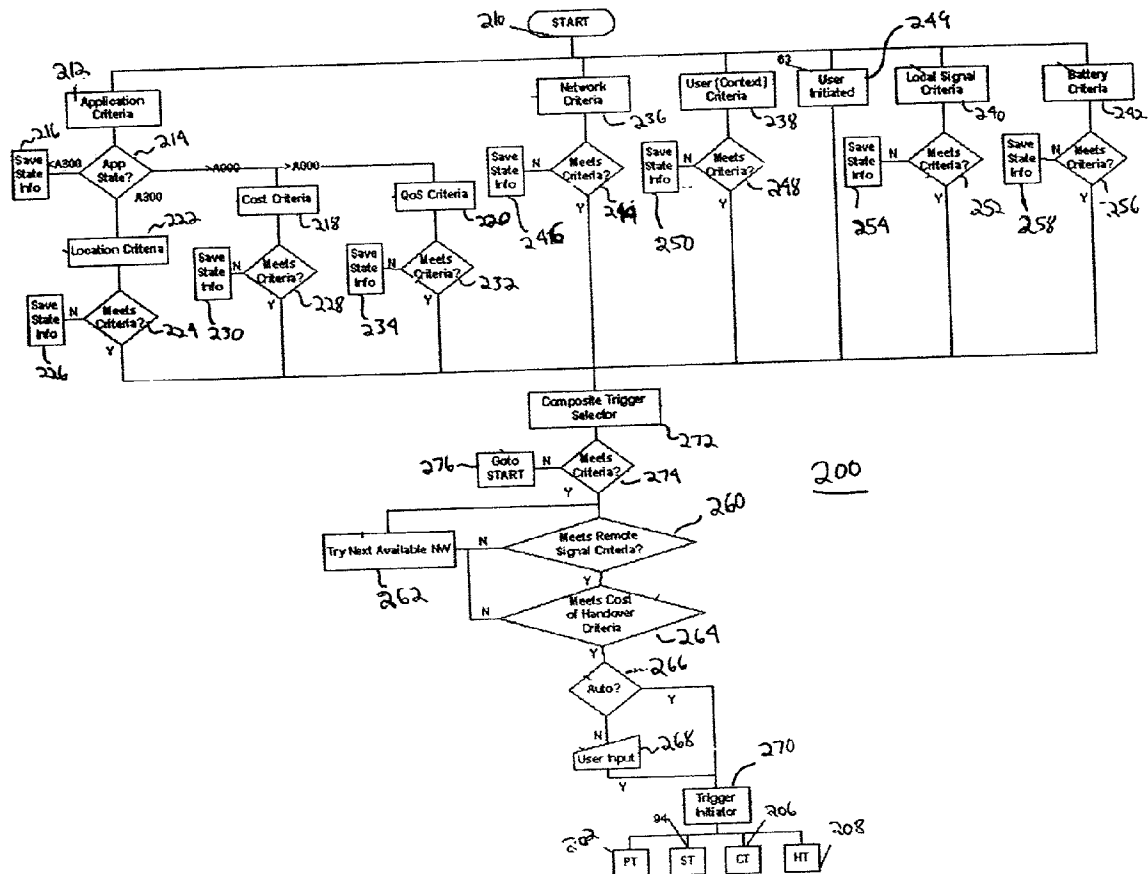 210
START
249
212
Application
Criteria
Network
Criteria
236
User (Context)
Criteria
238
62
User
Initiated
Local Signal
Criteria
240
Battery
Criteria
242
216
Save
State
Info
<A300
App
State?
214
>A000
>A000
A300
Cost Criteria
218
QoS Criteria
220
Save
State
Info
N
Meets
Criteria?
Y
244
246
Save
State
Info
N
Meets
Criteria?
Y
248
250
Save
State
Info
N
Meets
Criteria?
Y
252
254
Save
State
Info
N
Meets
Criteria?
Y
256
258
222
Location Criteria
Save
State
Info
N
Meets
Criteria?
Y
224
226
Save
State
Info
N
Meets
Criteria?
Y
228
230
Save
State
Info
N
Meets
Criteria?
Y
232
234
Composite Trigger
Selector
272
276
Goto
START
N
Meets
Criteria?
Y
274
200
260
Try Next Available NW
262
N
Meets Remote
Signal Criteria?
Y
N
Meets Cost
of Handover
Criteria
264
Y
266
Auto?
Y
N
User Input
268
Y
270
Trigger
Initiator
202
PT
94
ST
206
CT
HT
208